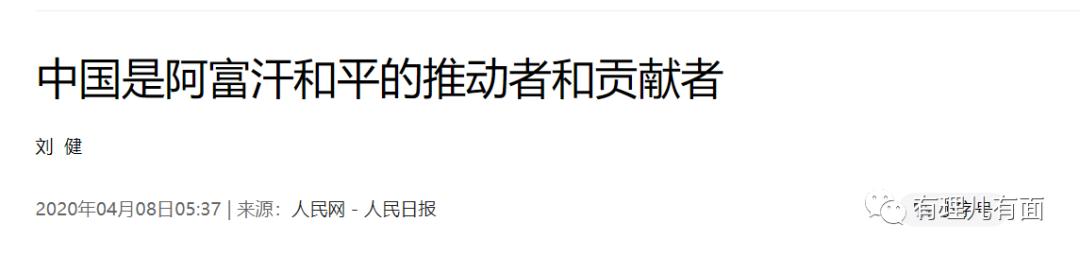 中国是阿富汗和平的推动者和贡献者
刘 健
2020年04月08日05:37 | 来源：人民网－人民日报
有理儿有面